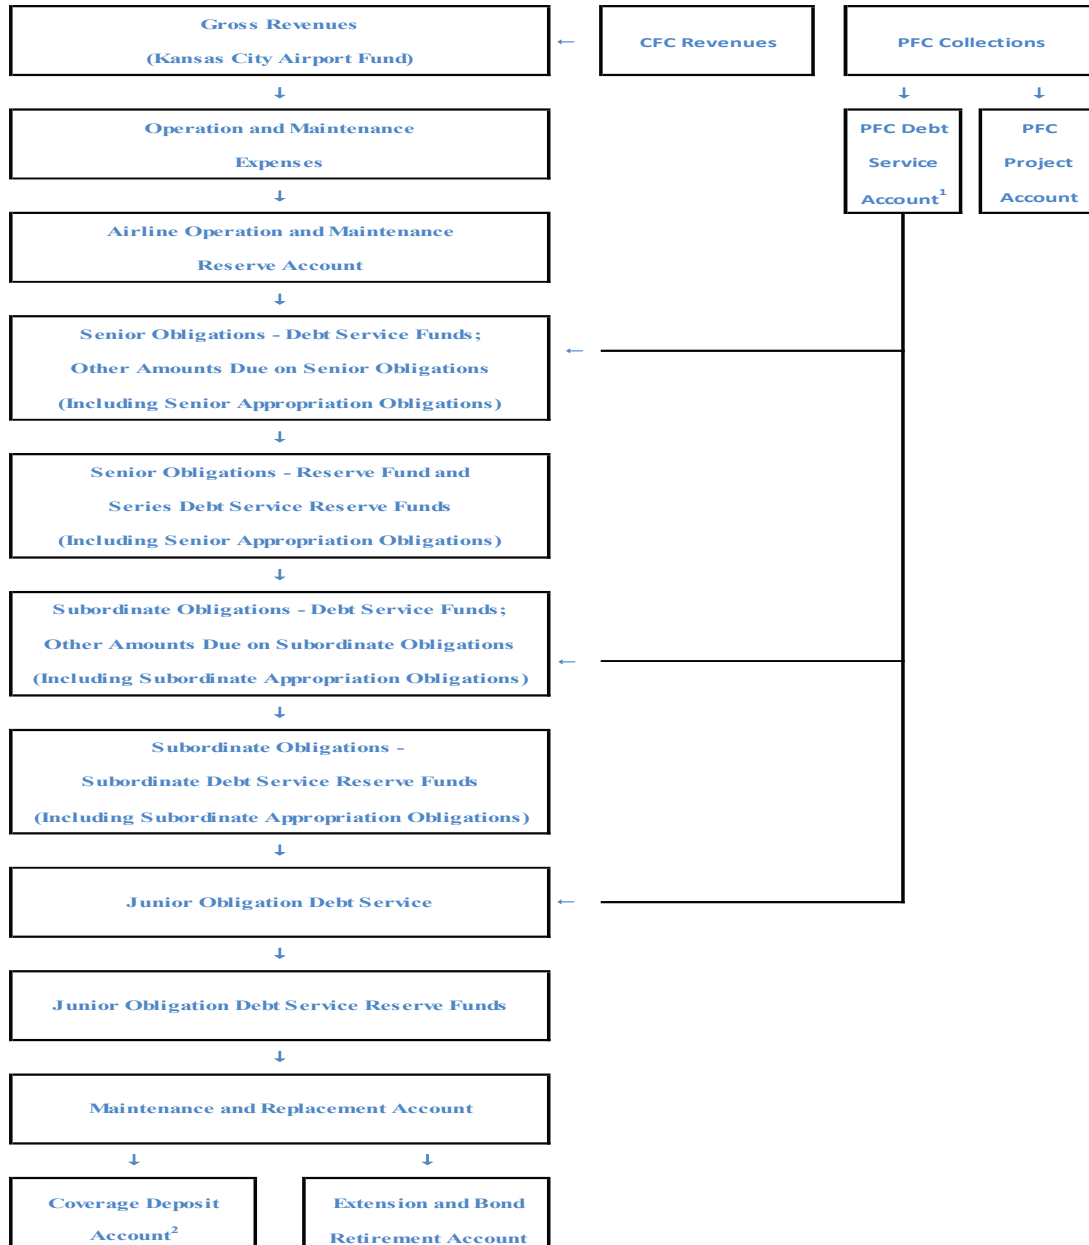 Gross Revenues
(Kansas City Airport Fund)
CFC Revenues
PFC Collections
Operation and Maintenance
Expenses
PFC Debt
Service
Account¹
PFC
Project
Account
Airline Operation and Maintenance
Reserve Account
Senior Obligations - Debt Service Funds;
Other Amounts Due on Senior Obligations
(Including Senior Appropriation Obligations)
Senior Obligations - Reserve Fund and
Series Debt Service Reserve Funds
(Including Senior Appropriation Obligations)
Subordinate Obligations - Debt Service Funds;
Other Amounts Due on Subordinate Obligations
(Including Subordinate Appropriation Obligations)
Subordinate Obligations -
Subordinate Debt Service Reserve Funds
(Including Subordinate Appropriation Obligations)
Junior Obligation Debt Service
Junior Obligation Debt Service Reserve Funds
Maintenance and Replacement Account
Coverage Deposit
Account²
Extension and Bond
Retirement Account